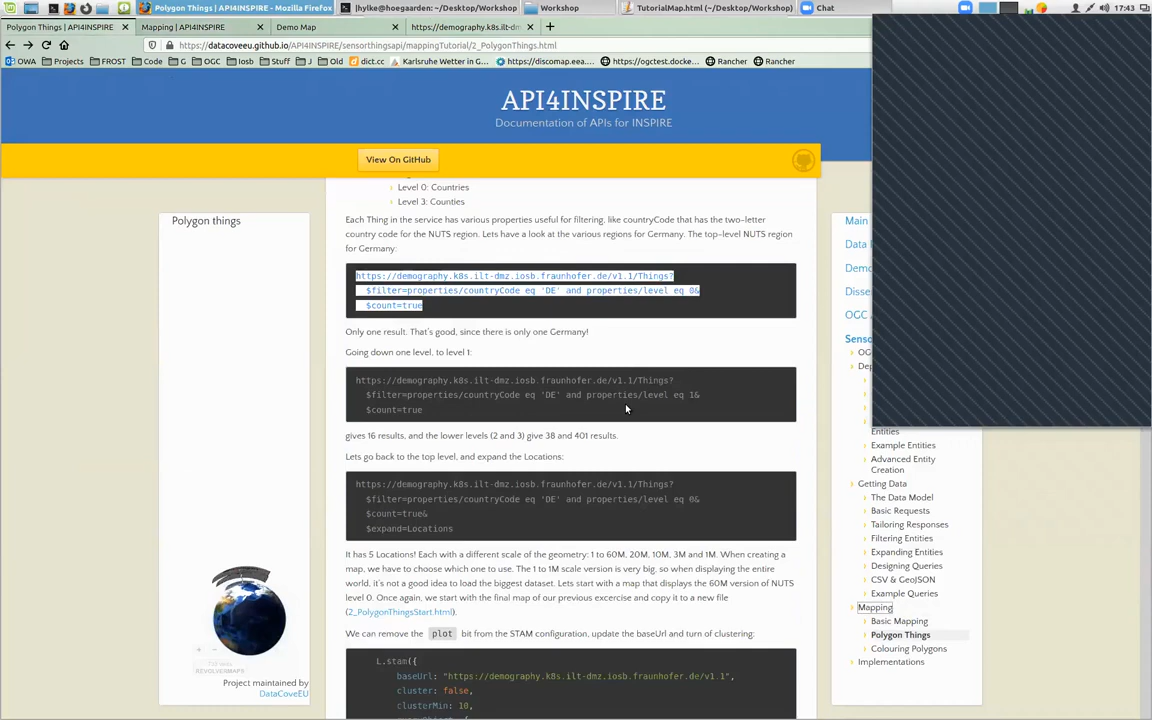 Polygon Things | API4INSPIRE — Mozilla Firefox
|hylke@hoegaarden:~/Desktop/Workshop
Workshop
TutorialMap.html (~/Desktop/Workshop)
Chat
17:43
Polygon Things | API4INSPIRE
Mapping | API4INSPIRE
Demo Map
https://demography.k8s.ilt-dmz
https://datacoveeu.github.io/API4INSPIRE/sensorthingsapi/mappingTutorial/2_PolygonThings.html
OWA Projects FROST Code G OGC Iosb Stuff J Old dict.cc Karlsruhe Wetter in G... https://discomap.eea.... https://ogctest.docke... Rancher Rancher
API4INSPIRE
Documentation of APIs for INSPIRE
View On GitHub
Polygon things
Level 0: Countries
Level 3: Counties
Each Thing in the service has various properties useful for filtering, like countryCode that has the two-letter
country code for the NUTS region. Lets have a look at the various regions for Germany. The top-level NUTS region
for Germany:
https://demography.k8s.ilt-dmz.iosb.fraunhofer.de/v1.1/Things?
$filter=properties/countryCode eq 'DE' and properties/level eq 0&
$count=true
Only one result. That's good, since there is only one Germany!
Going down one level, to level 1:
https://demography.k8s.ilt-dmz.iosb.fraunhofer.de/v1.1/Things?
$filter=properties/countryCode eq 'DE' and properties/level eq 1&
$count=true
gives 16 results, and the lower levels (2 and 3) give 38 and 401 results.
Lets go back to the top level, and expand the Locations:
https://demography.k8s.ilt-dmz.iosb.fraunhofer.de/v1.1/Things?
$filter=properties/countryCode eq 'DE' and properties/level eq 0&
$count=true&
$expand=Locations
It has 5 Locations! Each with a different scale of the geometry: 1 to 60M, 20M, 10M, 3M and 1M. When creating a
map, we have to choose which one to use. The 1 to 1M scale version is very big, so when displaying the entire
world, it's not a good idea to load the biggest dataset. Lets start with a map that displays the 60M version of NUTS
level 0. Once again, we start with the final map of our previous excercise and copy it to a new file
(2_PolygonThingsStart.html).
We can remove the plot bit from the STAM configuration, update the baseUrl and turn of clustering:
L.stam({
baseUrl: "https://demography.k8s.ilt-dmz.iosb.fraunhofer.de/v1.1",
cluster: false,
clusterMin: 10,
REVOLVERMAPS
Project maintained by
DataCoveEU
Main
Data
Demo
Disse
OGC
Senso
OG
Dep
Entities
Example Entities
Advanced Entity
Creation
Getting Data
The Data Model
Basic Requests
Tailoring Responses
Filtering Entities
Expanding Entities
Designing Queries
CSV & GeoJSON
Example Queries
Mapping
Basic Mapping
Polygon Things
Colouring Polygons
Implementations